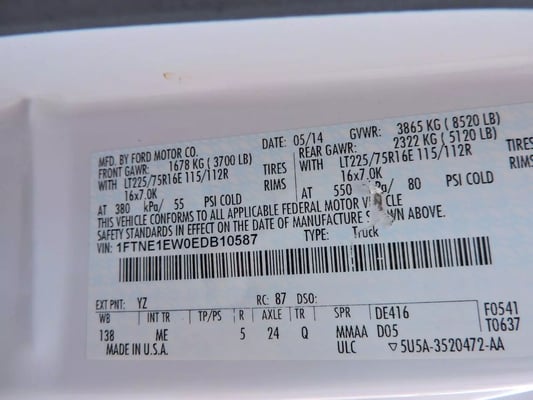 MFD. BY FORD MOTOR CO. DATE: 05/14 GVWR: 3865 KG ( 8520 LB)
FRONT GAWR: 1678 KG ( 3700 LB) REAR GAWR: 2322 KG ( 5120 LB)
WITH LT225/75R16E 115/112R TIRES WITH LT225/75R16E 115/112R TIRES
16x7.0K RIMS 16x7.0K RIMS
AT 380 kPa/ 55 PSI COLD AT 550 kPa/ 80 PSI COLD
THIS VEHICLE CONFORMS TO ALL APPLICABLE FEDERAL MOTOR VEHICLE
SAFETY STANDARDS IN EFFECT ON THE DATE OF MANUFACTURE SHOWN ABOVE.
VIN: 1FTNE1EW0EDB10587 TYPE: Truck
EXT PNT: YZ RC: 87 DSO:
WB INT TR TP/PS R AXLE TR SPR DE416 F0541
138 ME 5 24 Q MMAA D05 T0637
MADE IN U.S.A. ULC ▽5U5A-3520472-AA